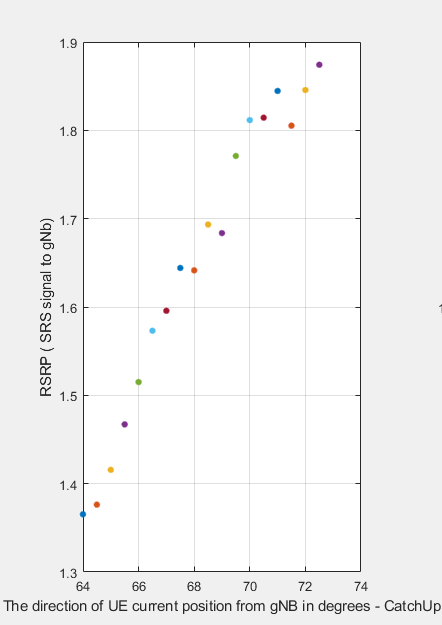 1.9
1.8
1.7
1.6
1.5
1.4
1.3
RSRP ( SRS signal to gNb)
64 66 68 70 72 74
The direction of UE current position from gNB in degrees - CatchUp
1